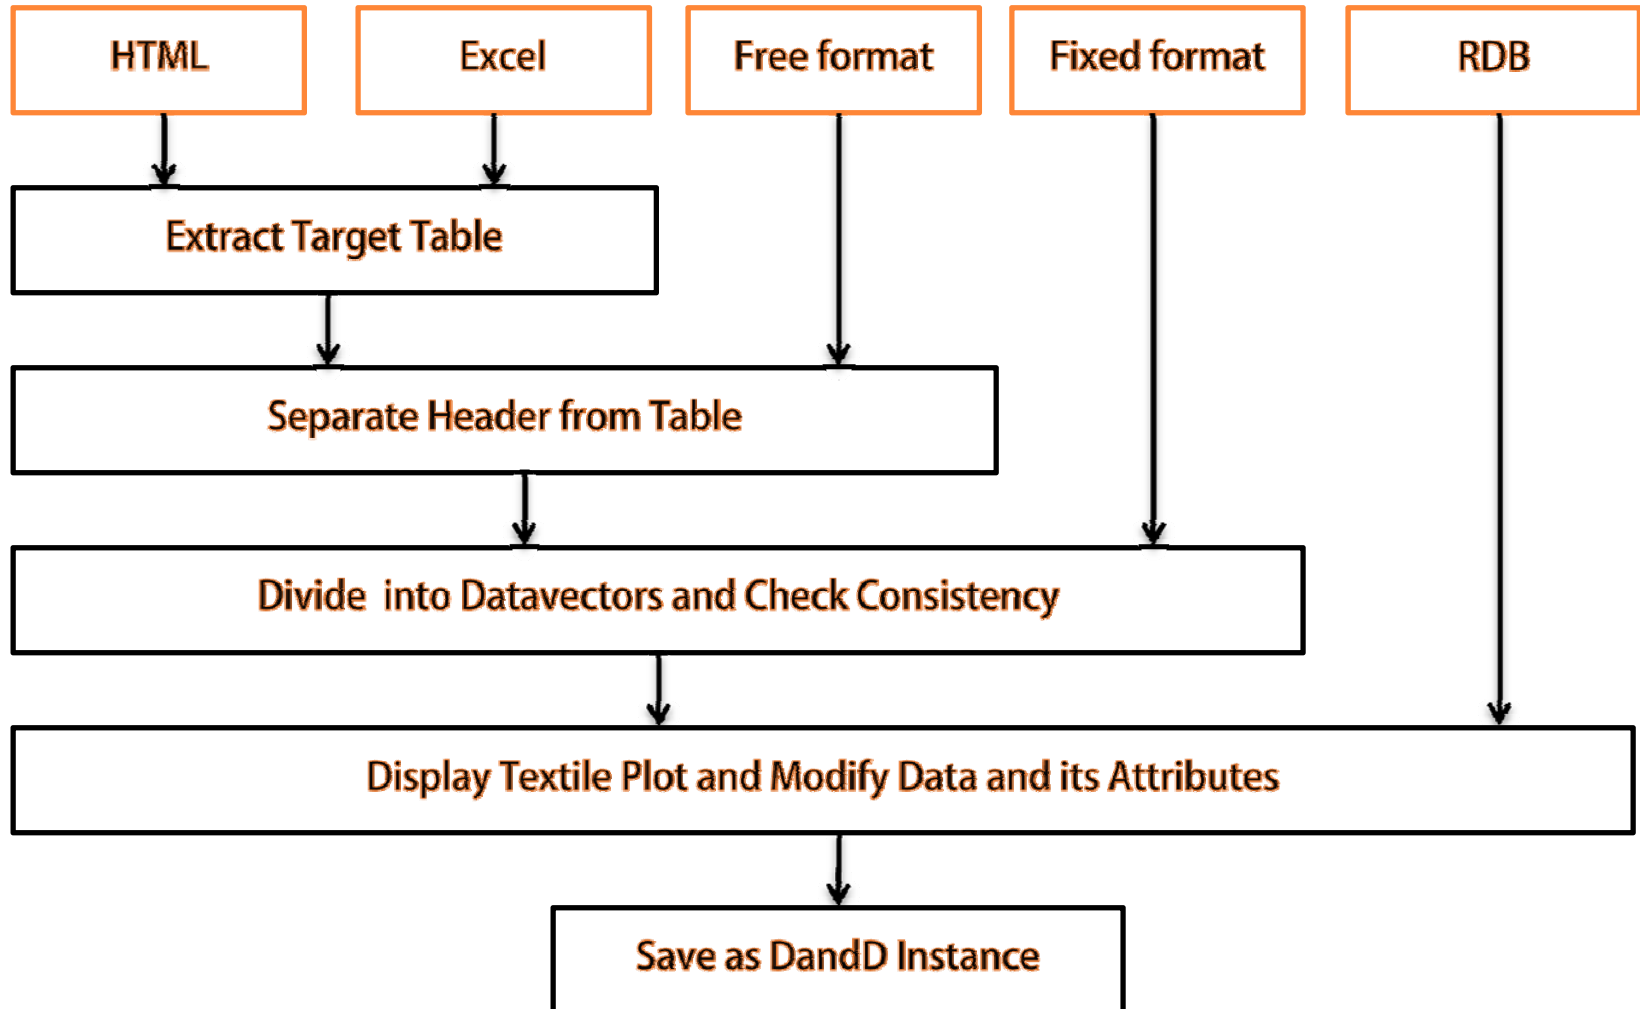 HTML
Excel
Free format
Fixed format
RDB
Extract Target Table
Separate Header from Table
Divide  into Datavectors and Check Consistency
Display Textile Plot and Modify Data and its Attributes
Save as DandD Instance